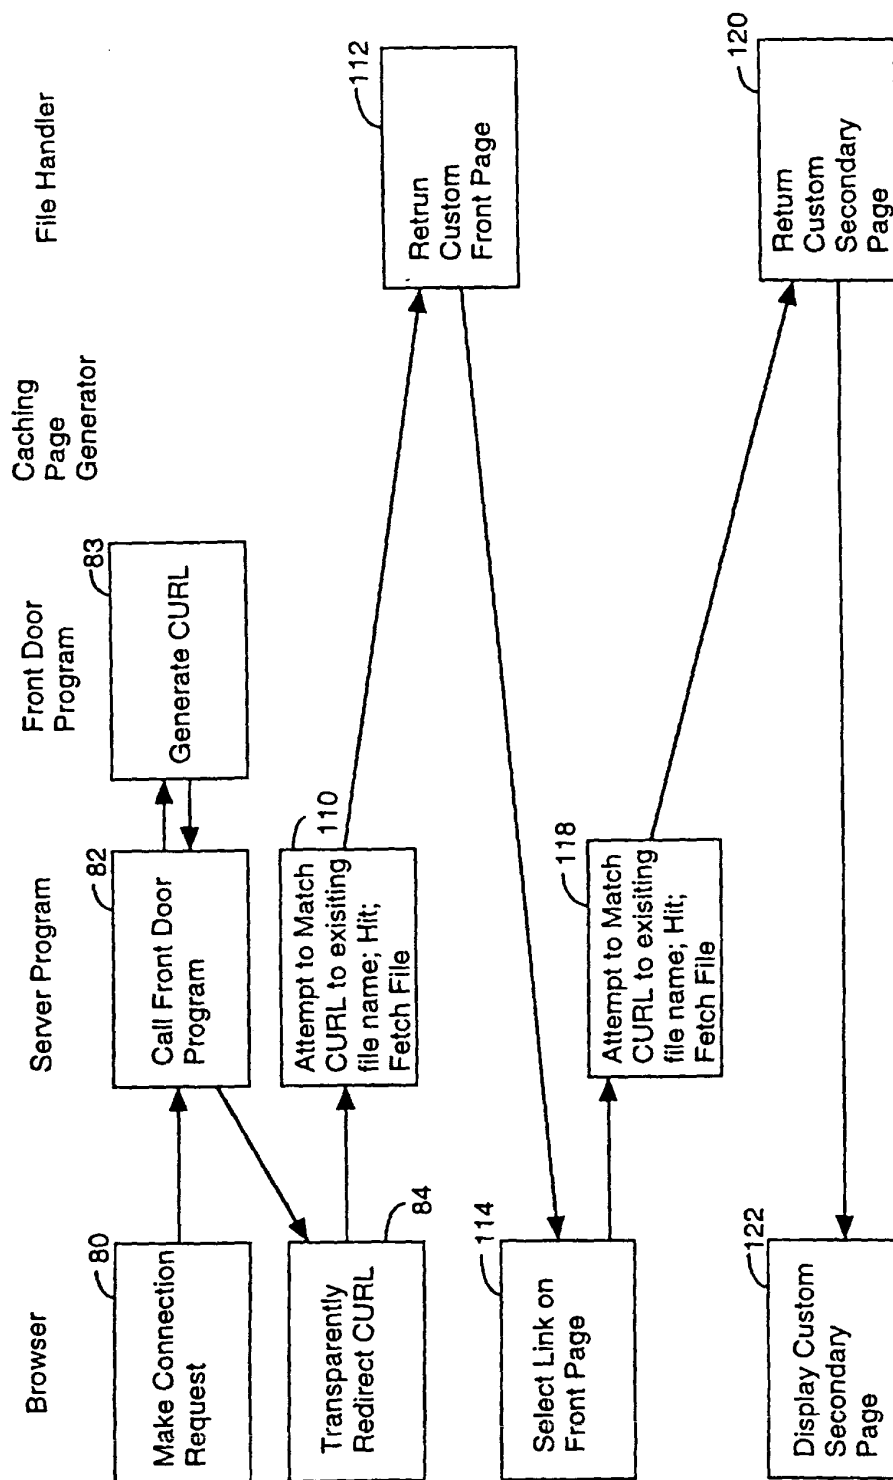 Browser
Server Program
Front Door
Program
Caching
Page
Generator
File Handler
80
Make Connection
Request
82
Call Front Door
Program
83
Generate CURL
84
Transparently
Redirect CURL
110
Attempt to Match
CURL to exisiting
file name; Hit;
Fetch File
112
Retrun
Custom
Front Page
114
Select Link on
Front Page
118
Attempt to Match
CURL to exisiting
file name; Hit;
Fetch File
120
Return
Custom
Secondary
Page
122
Display Custom
Secondary
Page